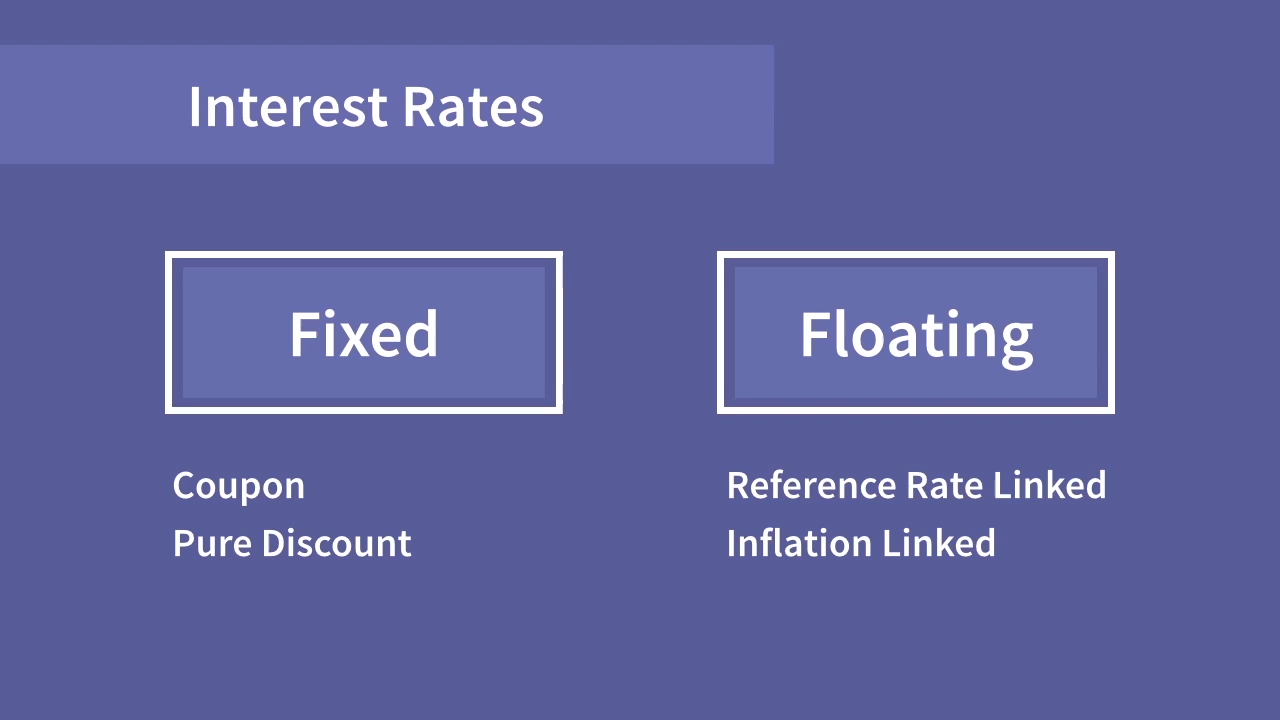 Interest Rates
Fixed
Floating
Coupon
Pure Discount
Reference Rate Linked
Inflation Linked